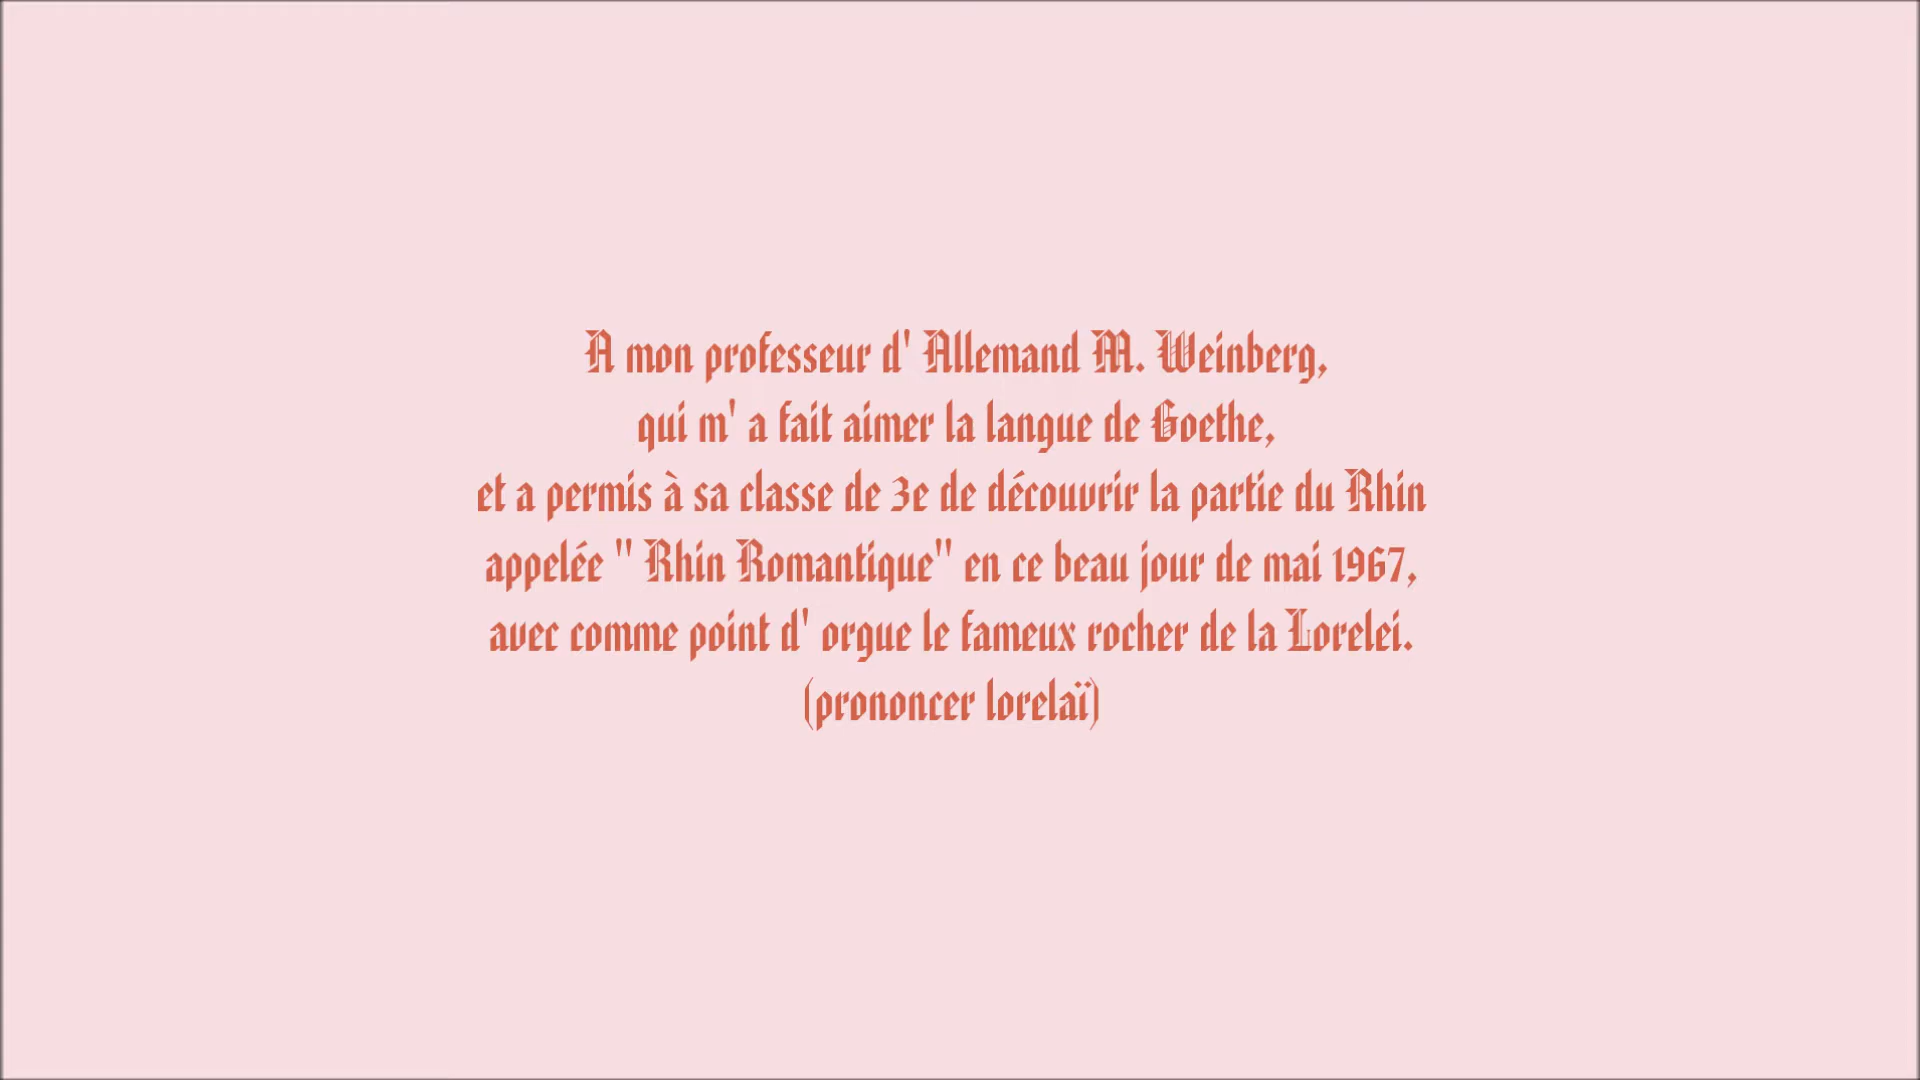 A mon professeur d' Allemand M. Weinberg,
qui m' a fait aimer la langue de Goethe,
et a permis à sa classe de 3e de découvrir la partie du Rhin
appelée " Rhin Romantique" en ce beau jour de mai 1967,
avec comme point d' orgue le fameux rocher de la Lorelei.
(prononcer lorelaï)